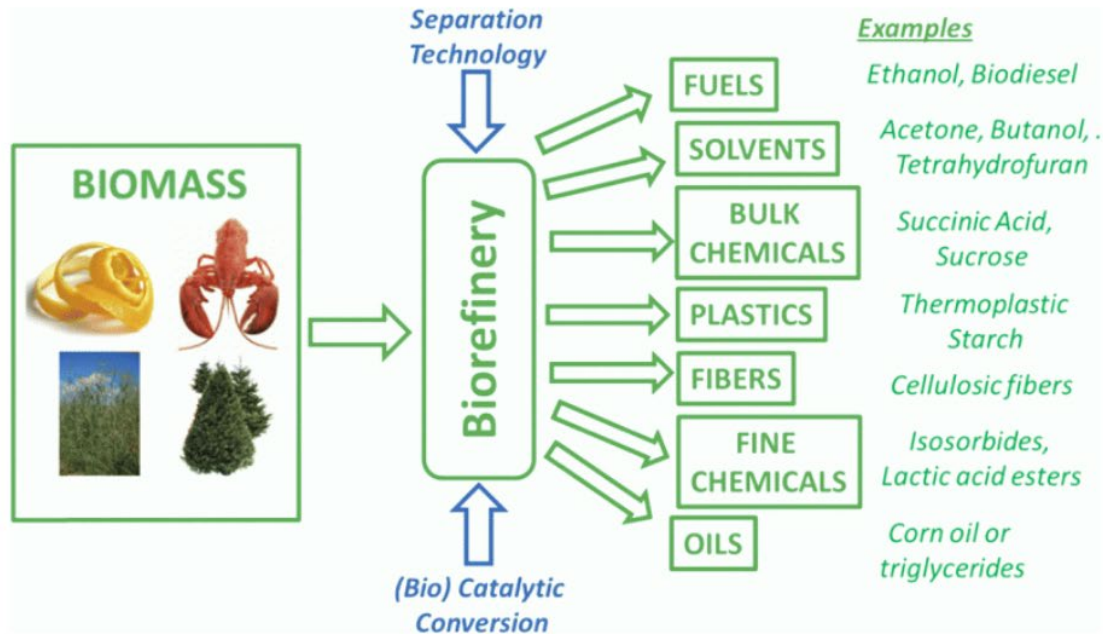 Separation
Technology
Examples
BIOMASS
Biorefinery
FUELS
Ethanol, Biodiesel
SOLVENTS
Acetone, Butanol, .
Tetrahydrofuran
BULK
CHEMICALS
Succinic Acid,
Sucrose
PLASTICS
Thermoplastic
Starch
FIBERS
Cellulosic fibers
FINE
CHEMICALS
Isosorbides,
Lactic acid esters
OILS
Corn oil or
triglycerides
(Bio) Catalytic
Conversion